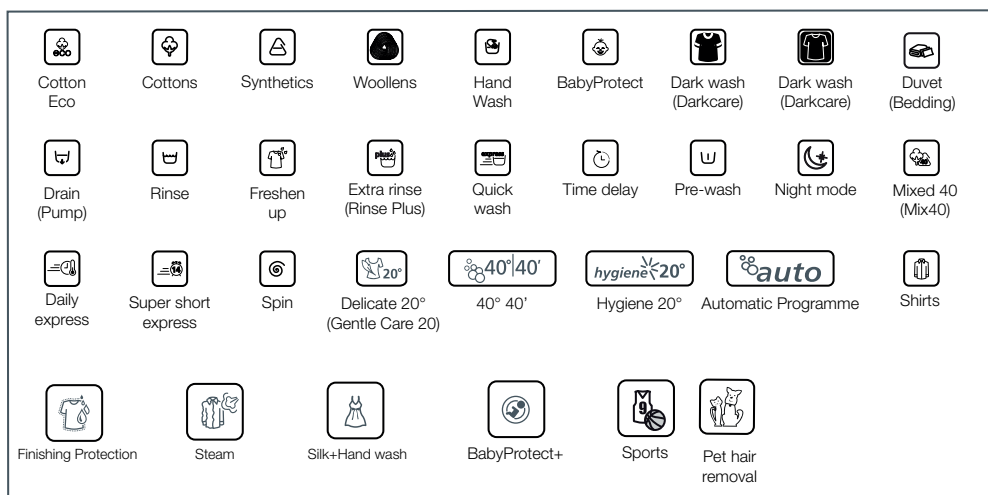 eco
Cotton Eco
Cottons
Synthetics
Woollens
Hand Wash
BabyProtect
Dark wash (Darkcare)
Dark wash (Darkcare)
Duvet (Bedding)
Drain (Pump)
Rinse
Freshen up
plus
Extra rinse (Rinse Plus)
express
Quick wash
Time delay
Pre-wash
Night mode
40
Mixed 40 (Mix40)
Daily express
14
Super short express
Spin
20°
Delicate 20° (Gentle Care 20)
40° 40'
40° 40’
hygiene 20°
Hygiene 20°
auto
Automatic Programme
Shirts
Finishing Protection
Steam
Silk+Hand wash
BabyProtect+
9
Sports
Pet hair removal